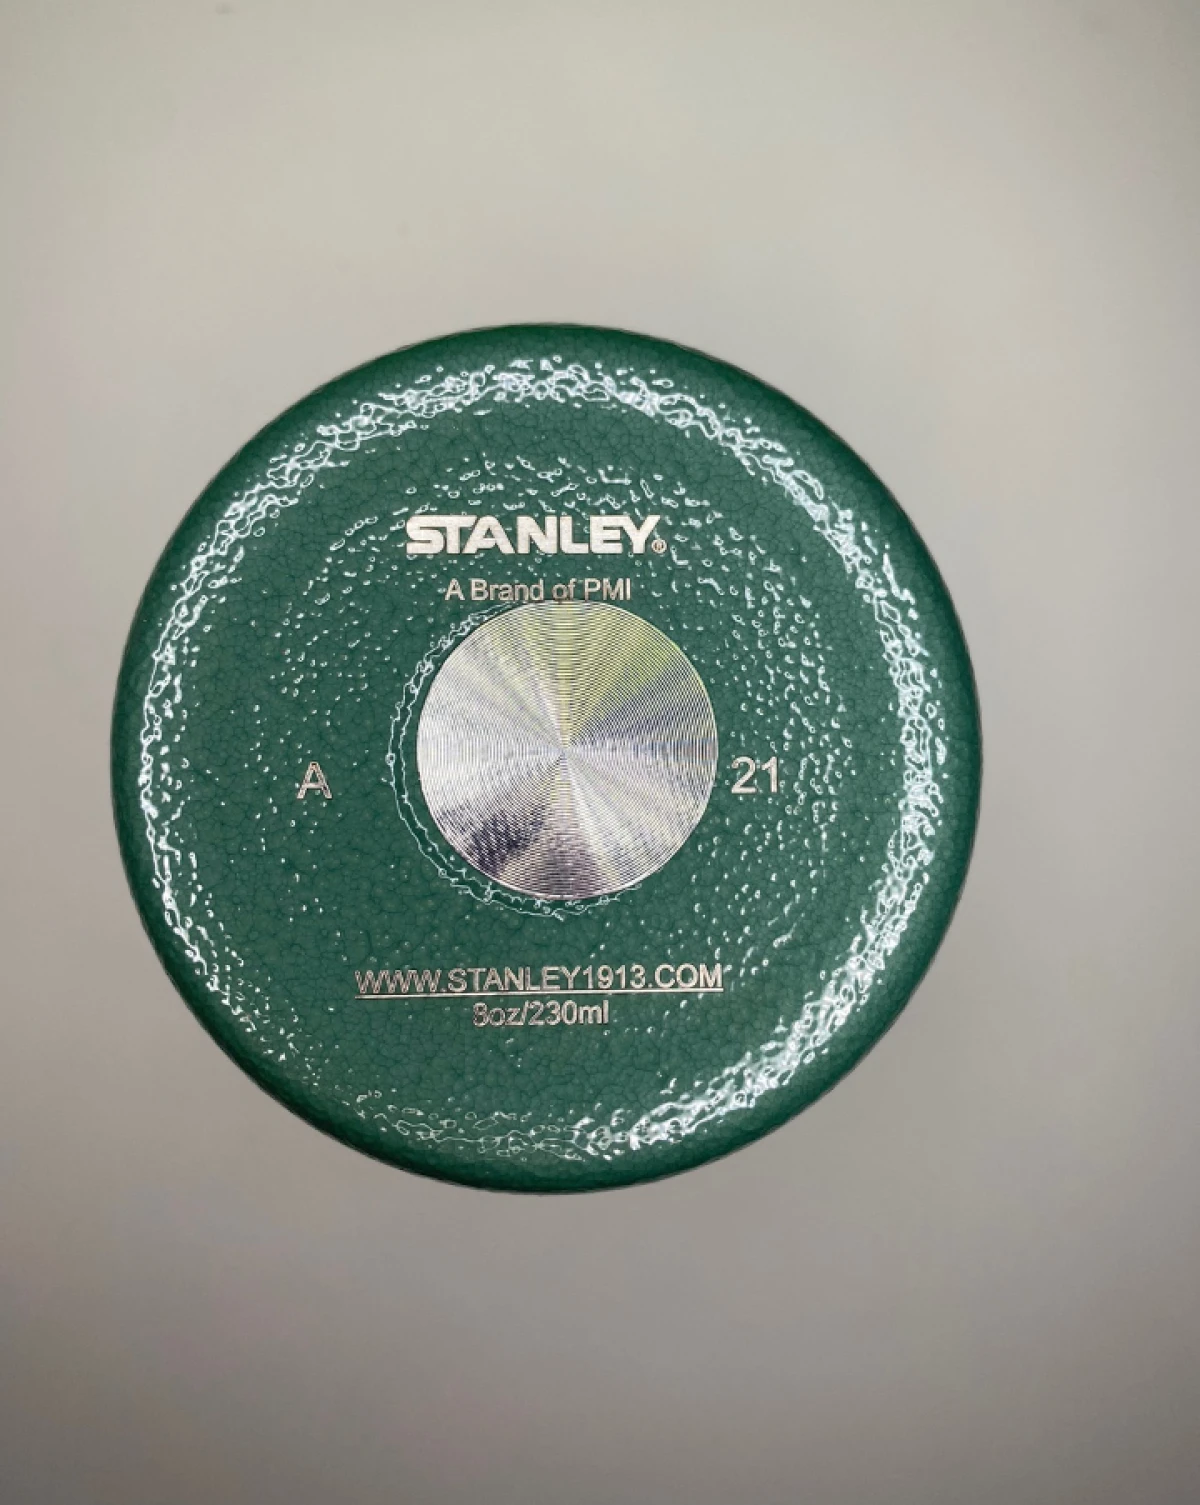 STANLEY®
A Brand of PMI
A 21
WWW.STANLEY1913.COM
8oz/230ml